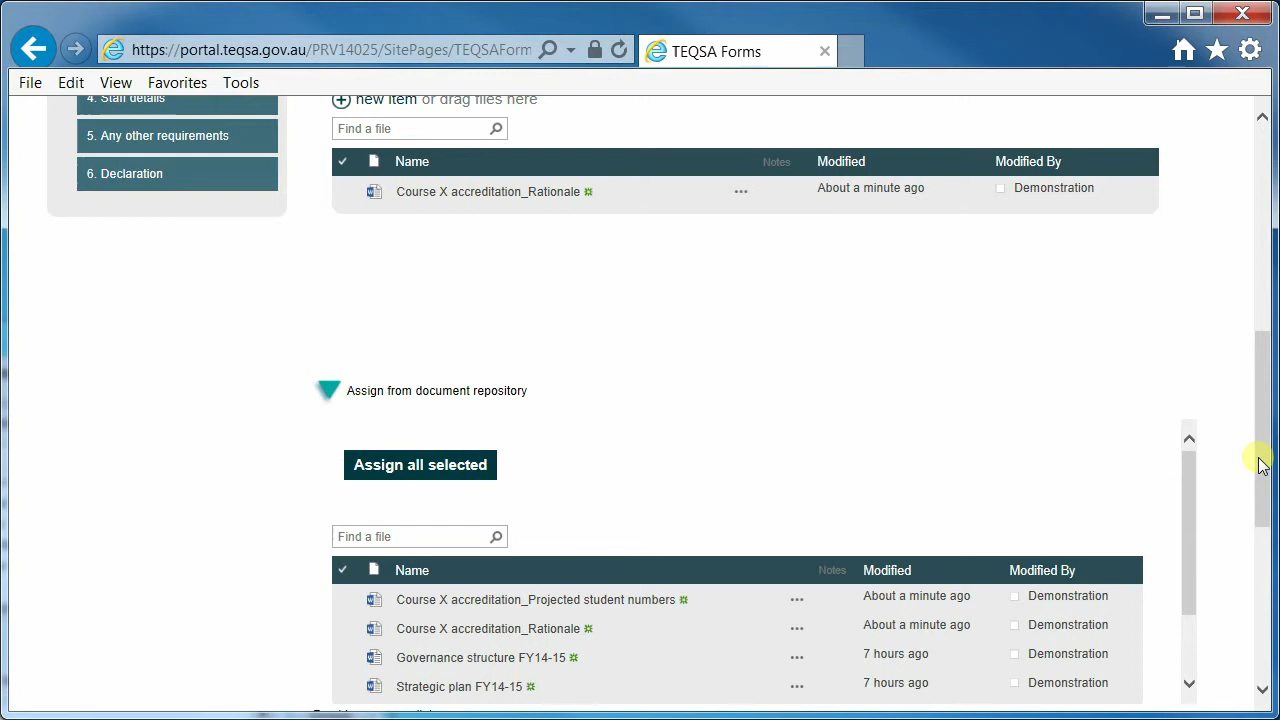 https://portal.teqsa.gov.au/PRV14025/SitePages/TEQSAForm
TEQSA Forms
File Edit View Favorites Tools
4. Staff details
new item or drag files here
Find a file
5. Any other requirements
Name Notes Modified Modified By
6. Declaration
Course X accreditation_Rationale ... About a minute ago Demonstration
Assign from document repository
Assign all selected
Find a file
Name Notes Modified Modified By
Course X accreditation_Projected student numbers ... About a minute ago Demonstration
Course X accreditation_Rationale ... About a minute ago Demonstration
Governance structure FY14-15 ... 7 hours ago Demonstration
Strategic plan FY14-15 ... 7 hours ago Demonstration